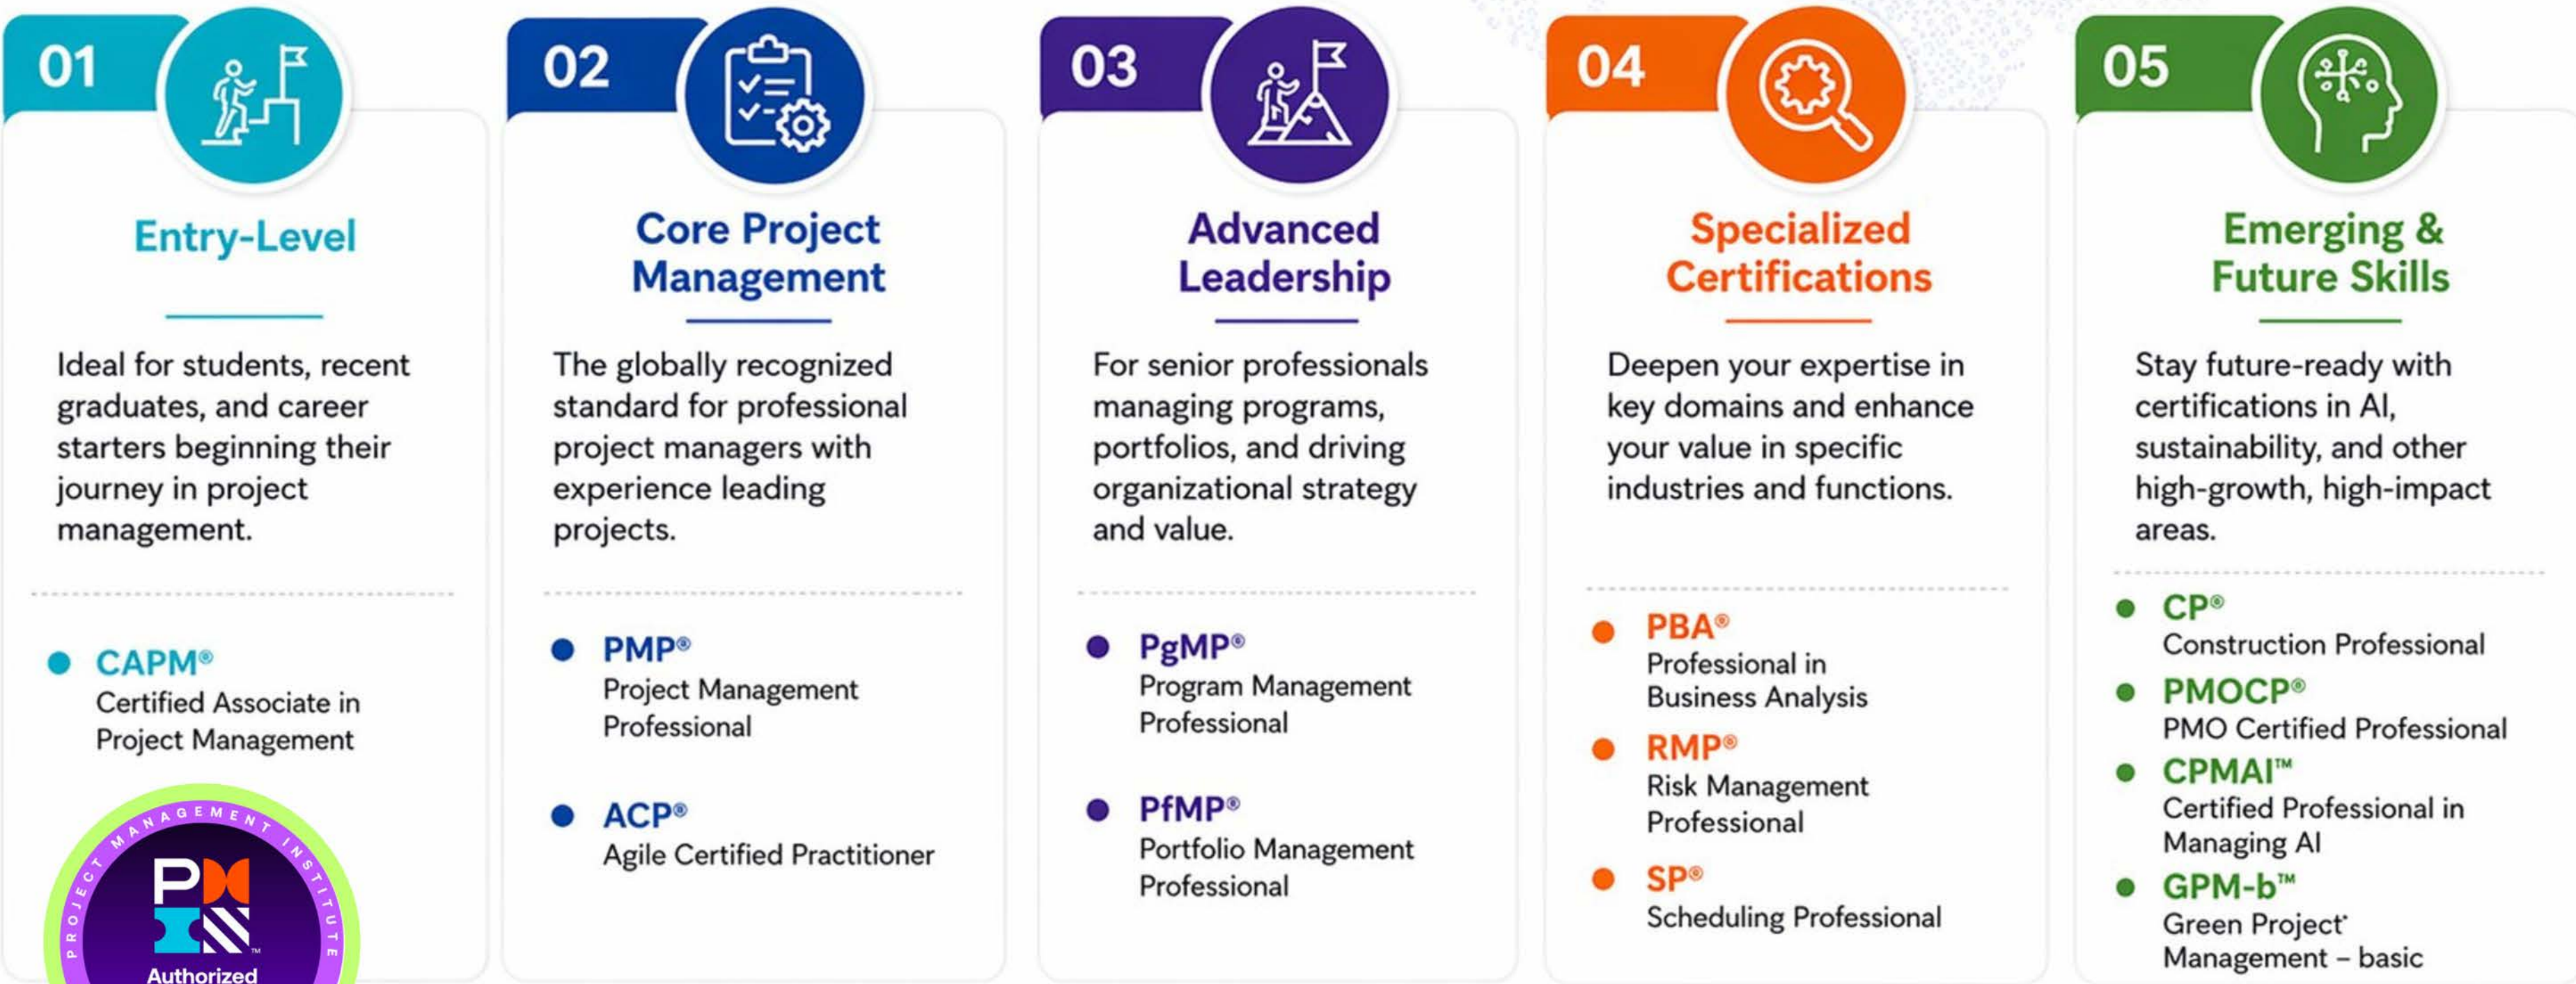 01
Entry-Level
Ideal for students, recent
graduates, and career
starters beginning their
journey in project
management.
CAPM®
Certified Associate in
Project Management
PROJECT MANAGEMENT INSTITUTE
PM
I
™
Authorized
02
Core Project
Management
The globally recognized
standard for professional
project managers with
experience leading
projects.
PMP®
Project Management
Professional
ACP®
Agile Certified Practitioner
03
Advanced
Leadership
For senior professionals
managing programs,
portfolios, and driving
organizational strategy
and value.
PgMP®
Program Management
Professional
PfMP®
Portfolio Management
Professional
04
Specialized
Certifications
Deepen your expertise in
key domains and enhance
your value in specific
industries and functions.
PBA®
Professional in
Business Analysis
RMP®
Risk Management
Professional
SP®
Scheduling Professional
05
Emerging &
Future Skills
Stay future-ready with
certifications in AI,
sustainability, and other
high-growth, high-impact
areas.
CP®
Construction Professional
PMOCP®
PMO Certified Professional
CPMAI™
Certified Professional in
Managing AI
GPM-b™
Green Project
Management – basic